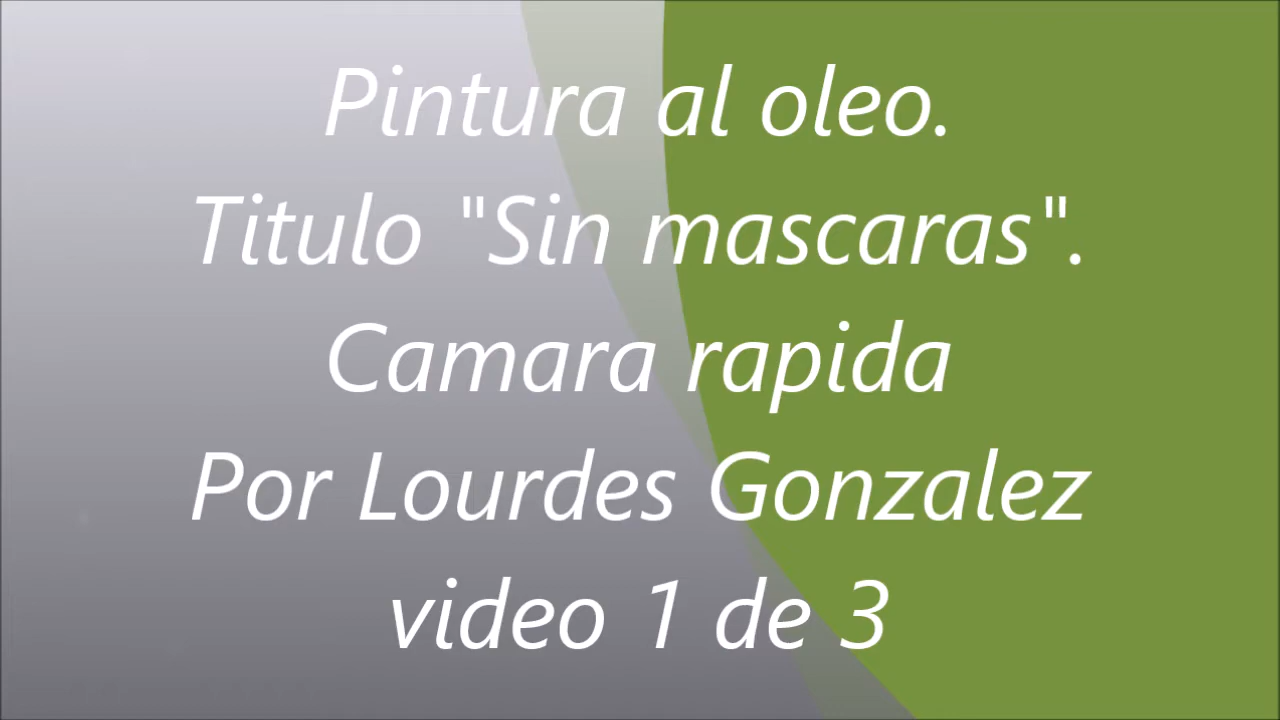 Pintura al oleo.
Titulo "Sin mascaras".
Camara rapida
Por Lourdes Gonzalez
video 1 de 3